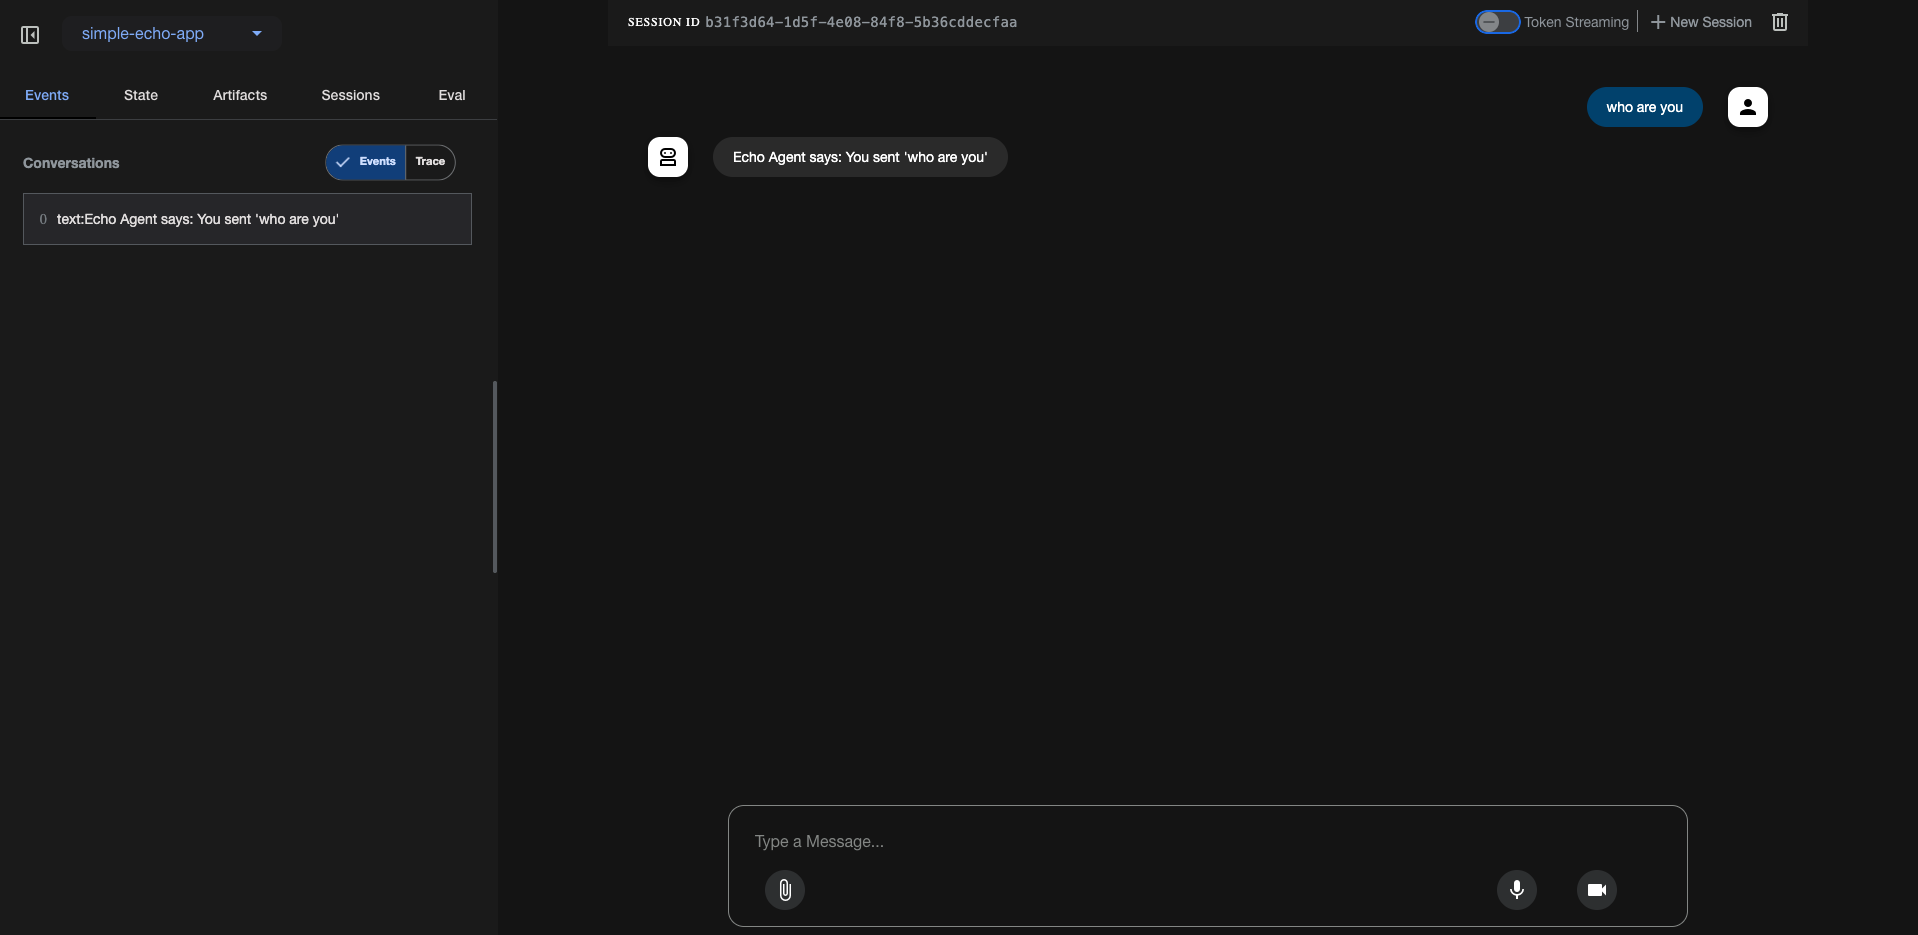 simple-echo-app
Events State Artifacts Sessions Eval
Conversations
Events Trace
0 text:Echo Agent says: You sent 'who are you'
SESSION ID b31f3d64-1d5f-4e08-84f8-5b36cddecfaa
Token Streaming
New Session
who are you
Echo Agent says: You sent 'who are you'
Type a Message...